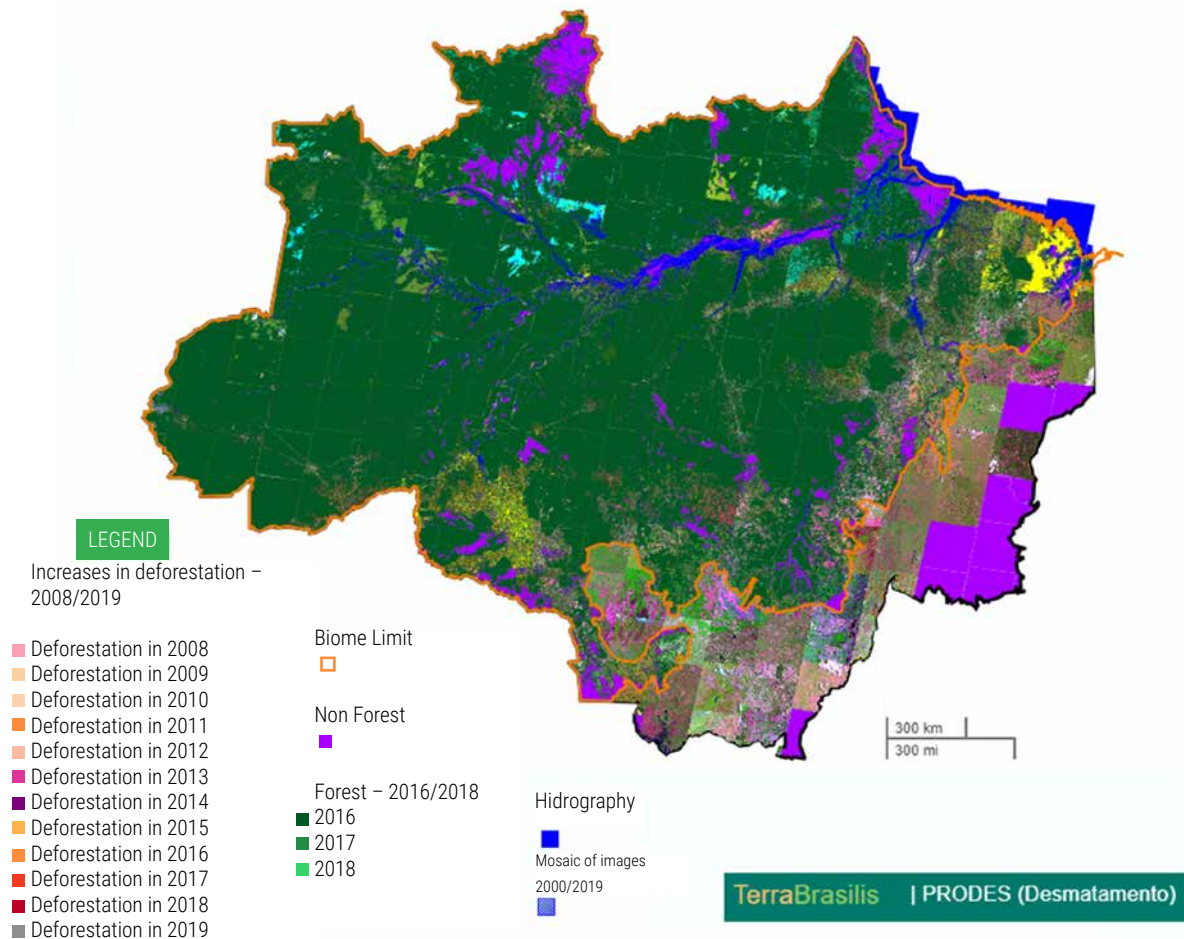 LEGEND
Increases in deforestation –
2008/2019
Deforestation in 2008
Deforestation in 2009
Deforestation in 2010
Deforestation in 2011
Deforestation in 2012
Deforestation in 2013
Deforestation in 2014
Deforestation in 2015
Deforestation in 2016
Deforestation in 2017
Deforestation in 2018
Deforestation in 2019
Biome Limit
Non Forest
Forest – 2016/2018
2016
2017
2018
Hidrography
Mosaic of images
2000/2019
300 km
300 mi
TerraBrasilis | PRODES (Desmatamento)